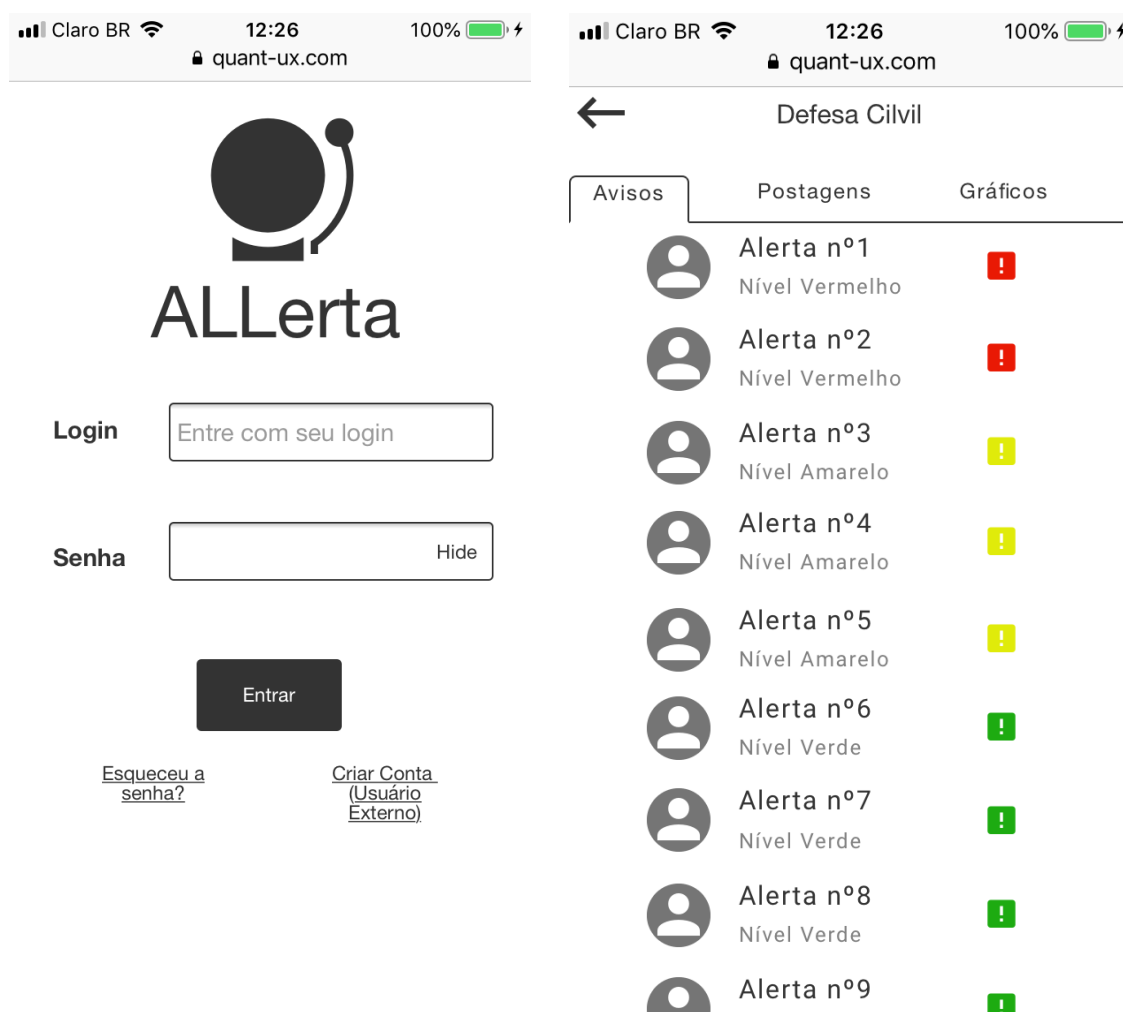 Claro BR 12:26 100%
quant-ux.com
ALLerta
Login Entre com seu login
Senha Hide
Entrar
Esqueceu a
senha?
Criar Conta
(Usuário
Externo)
Claro BR 12:26 100%
quant-ux.com
Defesa Cilvil
Avisos Postagens Gráficos
Alerta nº1
Nível Vermelho
Alerta nº2
Nível Vermelho
Alerta nº3
Nível Amarelo
Alerta nº4
Nível Amarelo
Alerta nº5
Nível Amarelo
Alerta nº6
Nível Verde
Alerta nº7
Nível Verde
Alerta nº8
Nível Verde
Alerta nº9